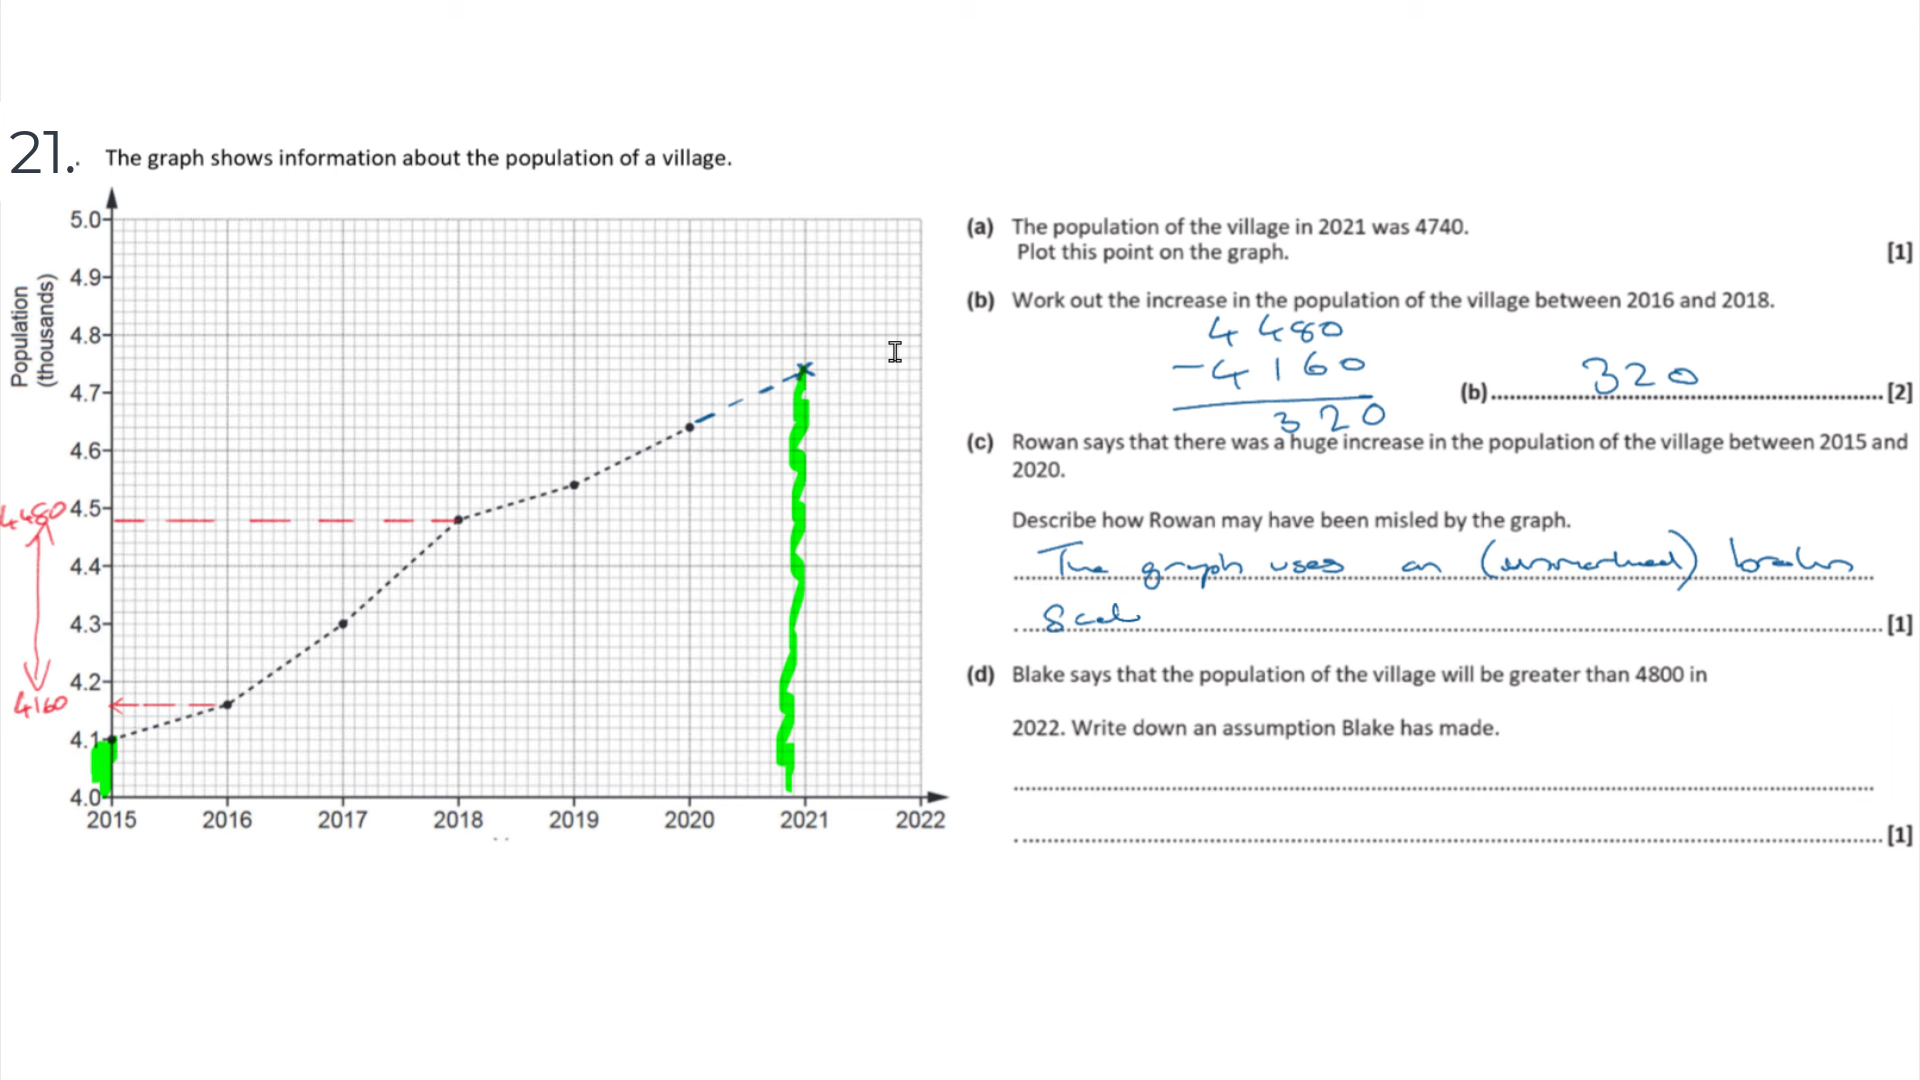 21.
The graph shows information about the population of a village.
Population
(thousands)
5.0
4.9
4.8
4.7
4.6
4.5
4.4
4.3
4.2
4.1
4.0
4480
4160
2015 2016 2017 2018 2019 2020 2021 2022
(a) The population of the village in 2021 was 4740.
Plot this point on the graph. [1]
(b) Work out the increase in the population of the village between 2016 and 2018.
4480
-4160
320
(b) 320 [2]
(c) Rowan says that there was a huge increase in the population of the village between 2015 and
2020.
Describe how Rowan may have been misled by the graph.
The graph uses an (unmarked) broken
scale [1]
(d) Blake says that the population of the village will be greater than 4800 in
2022. Write down an assumption Blake has made.
[1]